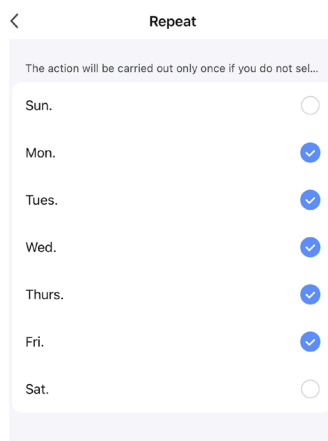 Repeat
The action will be carried out only once if you do not sel...
Sun.
Mon.
Tues.
Wed.
Thurs.
Fri.
Sat.